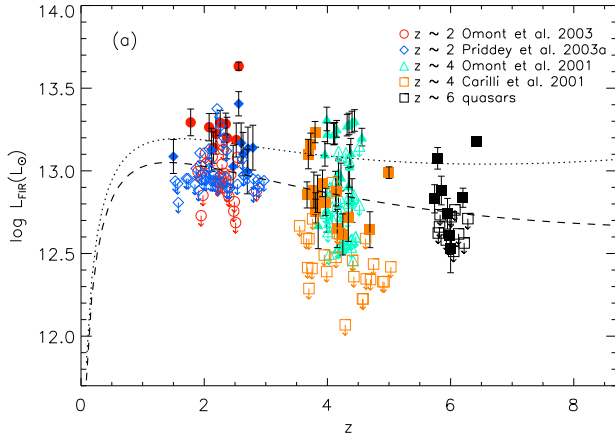 (a)
z ~ 2 Omont et al. 2003
z ~ 2 Priddey et al. 2003a
z ~ 4 Omont et al. 2001
z ~ 4 Carilli et al. 2001
z ~ 6 quasars
14.0
13.5
13.0
12.5
12.0
log L_FIR(L_⊙)
0 2 4 6 8
z